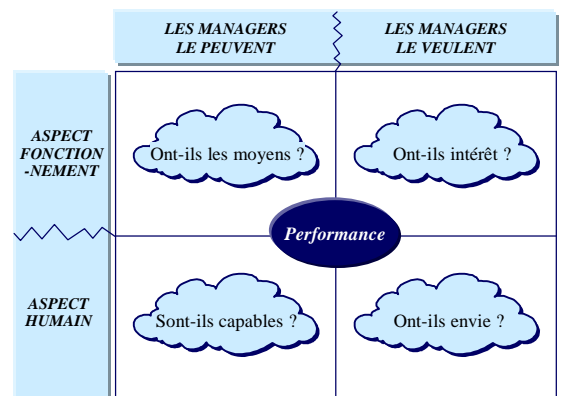 LES MANAGERS
LE PEUVENT
LES MANAGERS
LE VEULENT
ASPECT
FONCTION
-NEMENT
Ont-ils les moyens ?
Ont-ils intérêt ?
Performance
ASPECT
HUMAIN
Sont-ils capables ?
Ont-ils envie ?